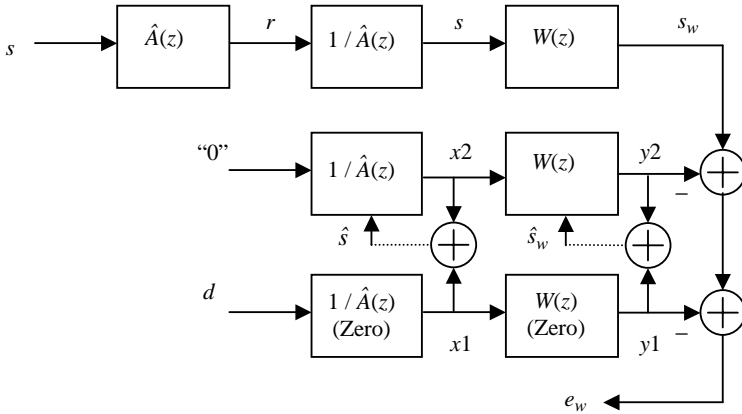 s
Â(z)
r
1 / Â(z)
s
W(z)
s_w
“0”
1 / Â(z)
x2
W(z)
y2
−
ŝ
+
ŝ_w
+
+
d
1 / Â(z)
(Zero)
x1
W(z)
(Zero)
y1
−
+
e_w